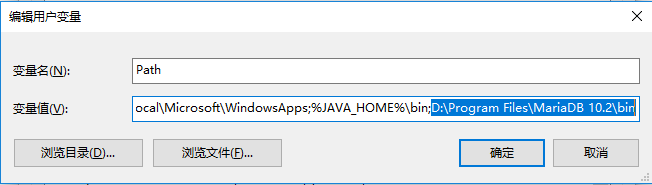 编辑用户变量
变量名(N):
Path
变量值(V):
ocal\Microsoft\WindowsApps;%JAVA_HOME%\bin;D:\Program Files\MariaDB 10.2\bin
浏览目录(D)...
浏览文件(F)...
确定
取消